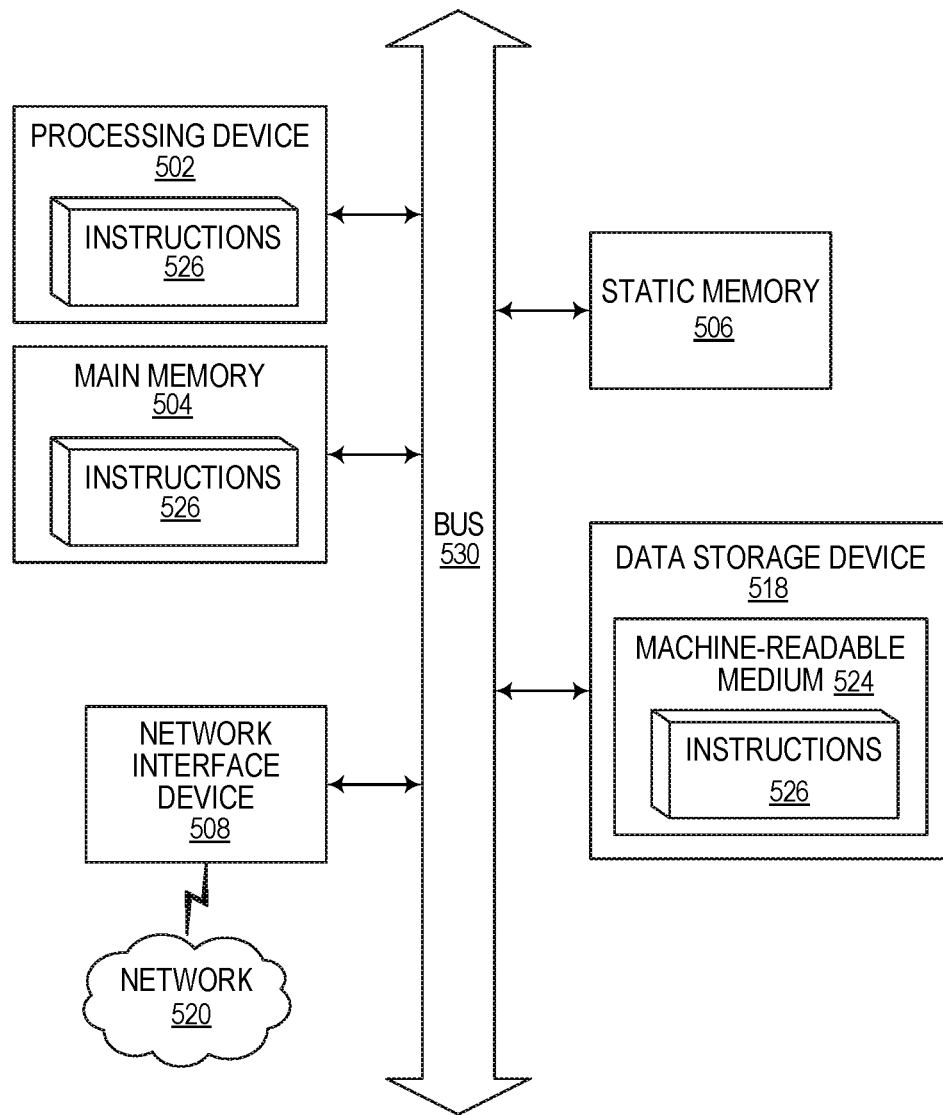 PROCESSING DEVICE
502
INSTRUCTIONS
526
MAIN MEMORY
504
INSTRUCTIONS
526
NETWORK
INTERFACE
DEVICE
508
NETWORK
520
BUS
530
STATIC MEMORY
506
DATA STORAGE DEVICE
518
MACHINE-READABLE
MEDIUM 524
INSTRUCTIONS
526